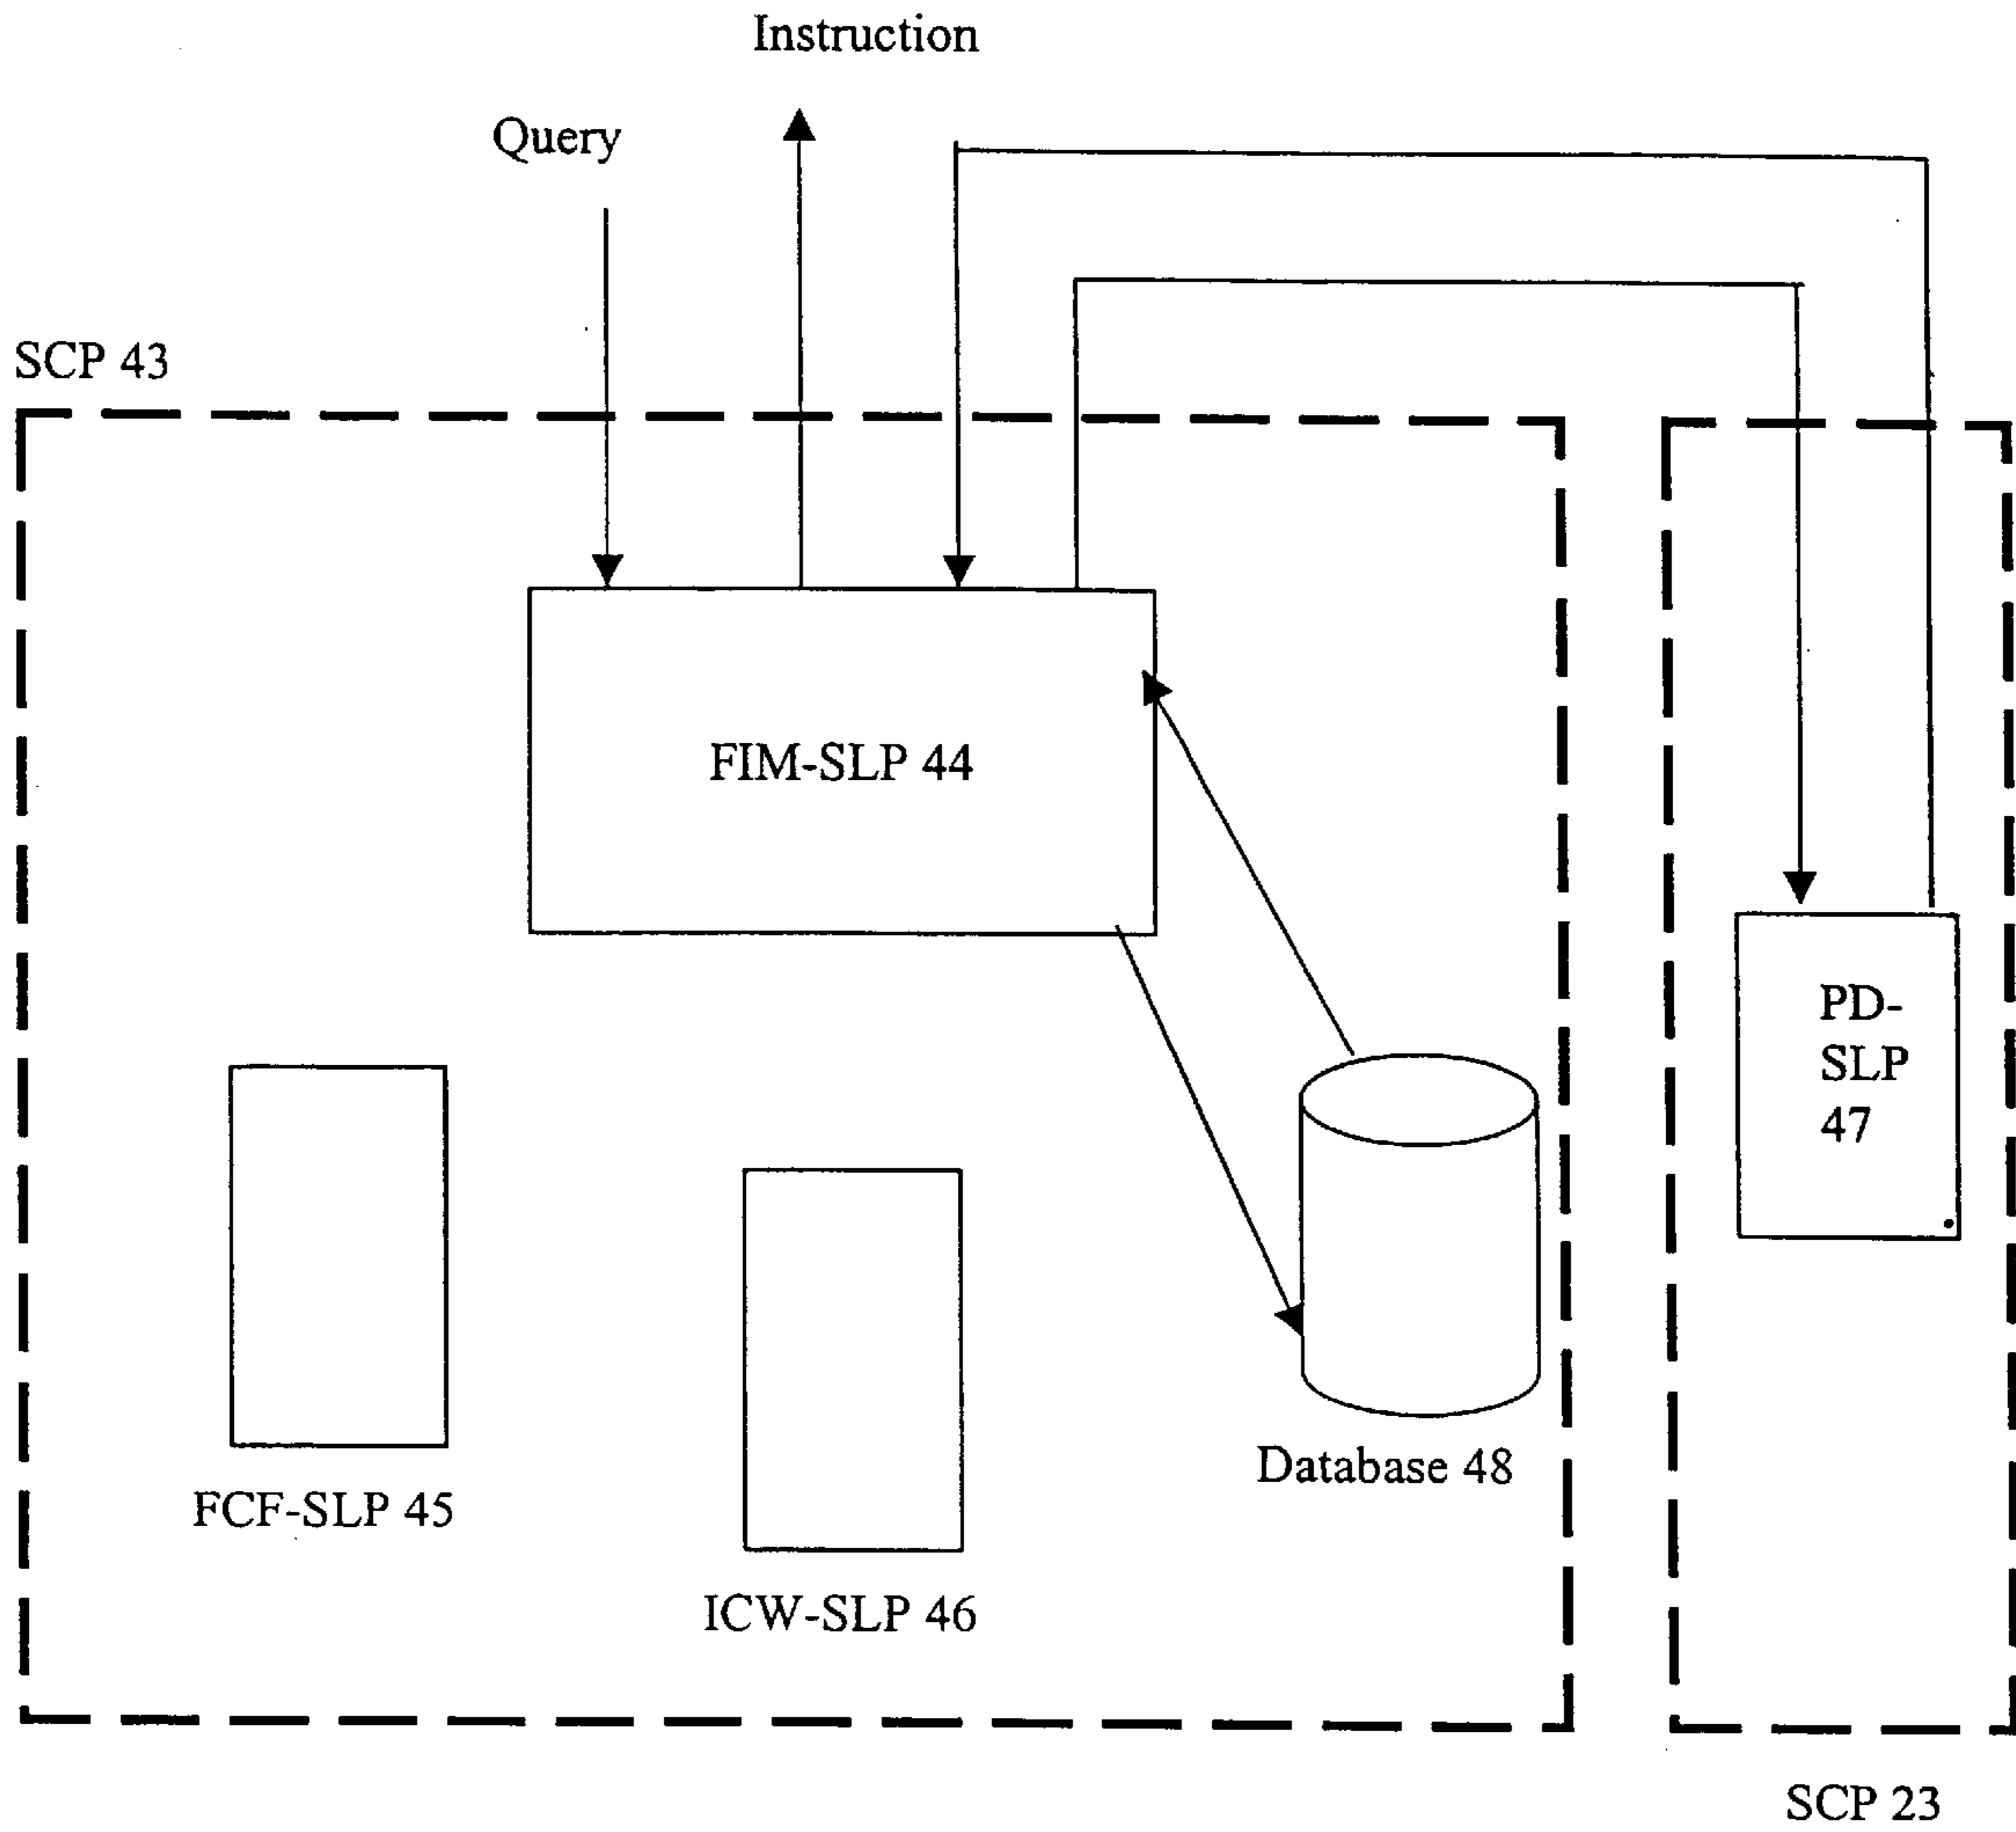 Instruction
Query
SCP 43
FIM-SLP 44
PD-
SLP
47
Database 48
FCF-SLP 45
ICW-SLP 46
SCP 23